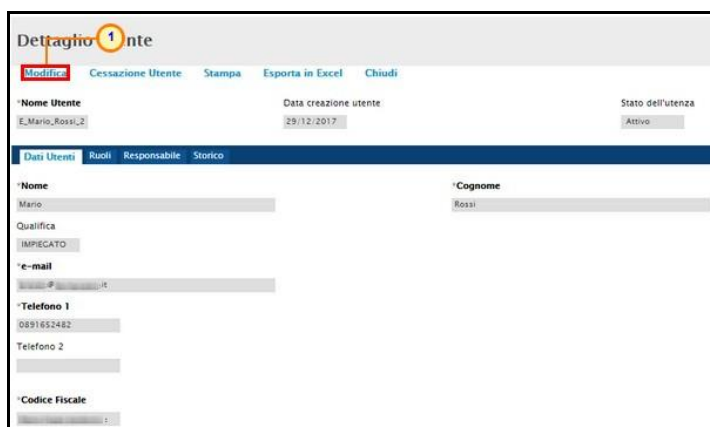 Dettaglio 1 nte
Modifica Cessazione Utente Stampa Esporta in Excel Chiudi
*Nome Utente Data creazione utente Stato dell'utenza
E_Mario_Rossi_2 29/12/2017 Attivo
Dati Utenti Ruoli Responsabile Storico
*Nome *Cognome
Mario Rossi
Qualifica
IMPIEGATO
*e-mail
@ .it
*Telefono 1
0891652482
Telefono 2
*Codice Fiscale